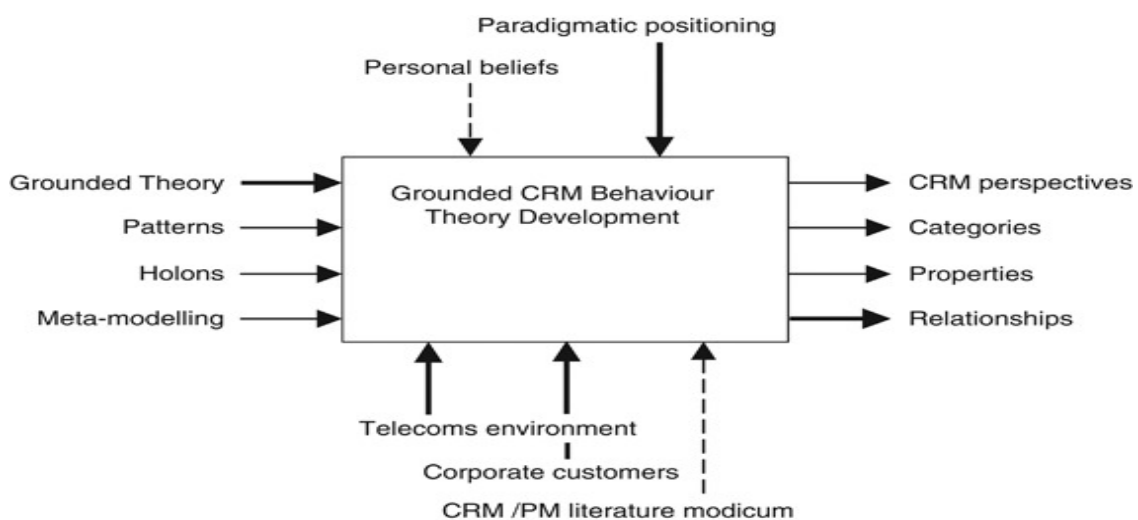 Paradigmatic positioning
Personal beliefs
Grounded Theory
Patterns
Holons
Meta-modelling
Grounded CRM Behaviour
Theory Development
CRM perspectives
Categories
Properties
Relationships
Telecoms environment
Corporate customers
CRM /PM literature modicum